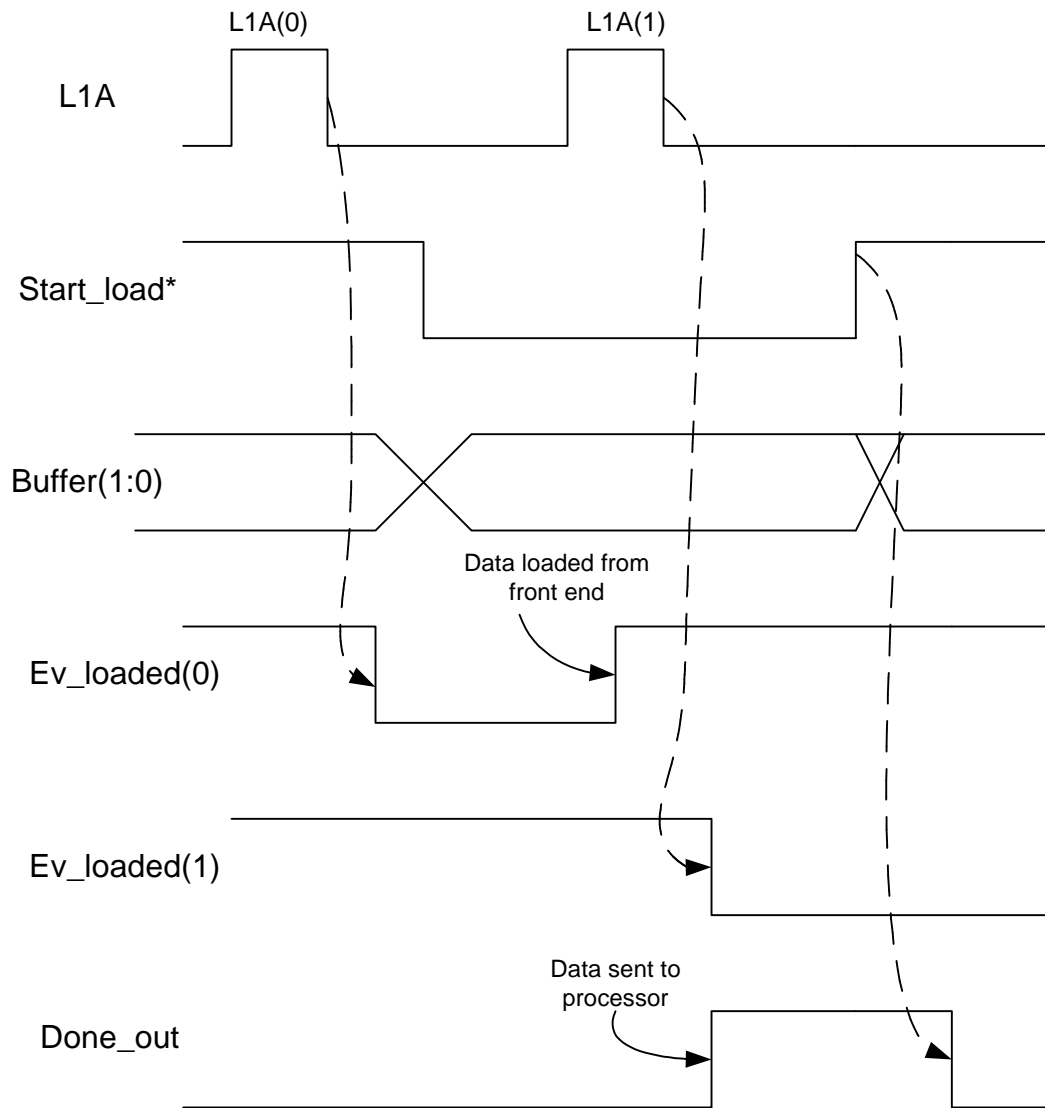 L1A(0)
L1A(1)
L1A
Start_load*
Buffer(1:0)
Data loaded from
front end
Ev_loaded(0)
Ev_loaded(1)
Data sent to
processor
Done_out